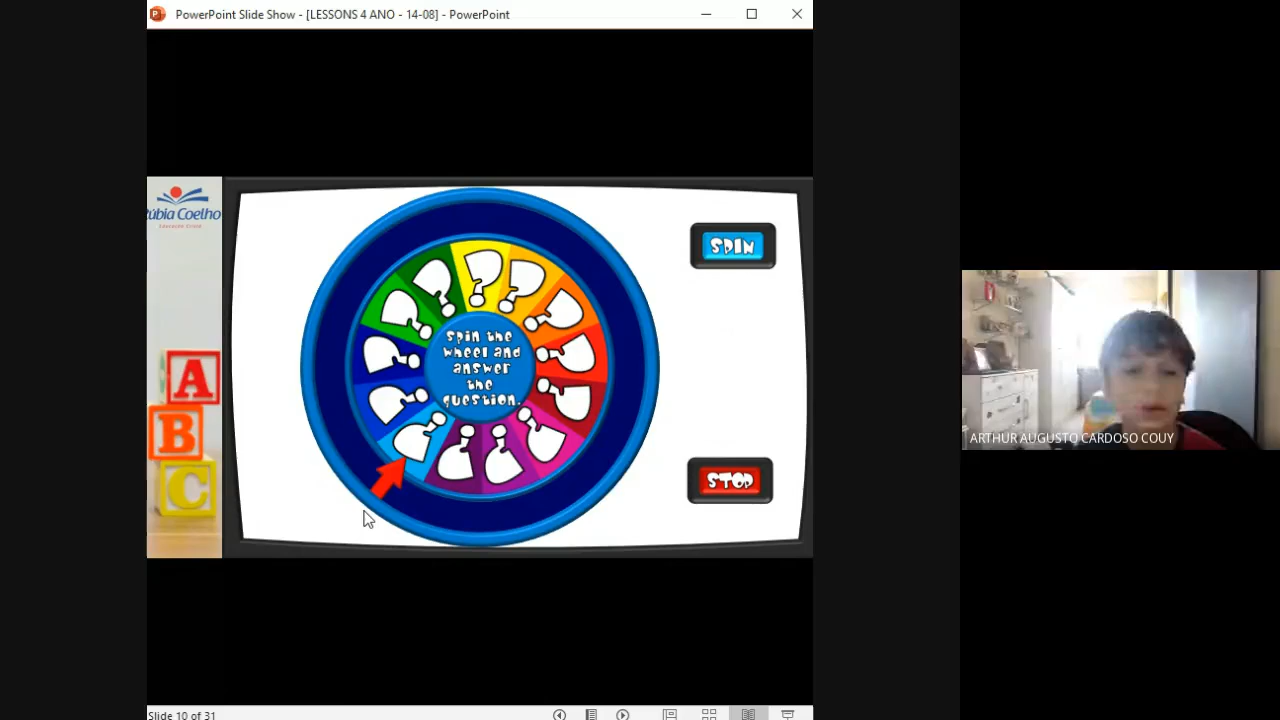 PowerPoint Slide Show - [LESSONS 4 ANO - 14-08] - PowerPoint
Rúbia Coelho
A
B
C
? ? ? ? ? ? ? ? ? ? ? ? ?
Spin the
wheel and
answer
the
question.
SPIN
STOP
ARTHUR AUGUSTO CARDOSO COUY
Slide 10 of 31